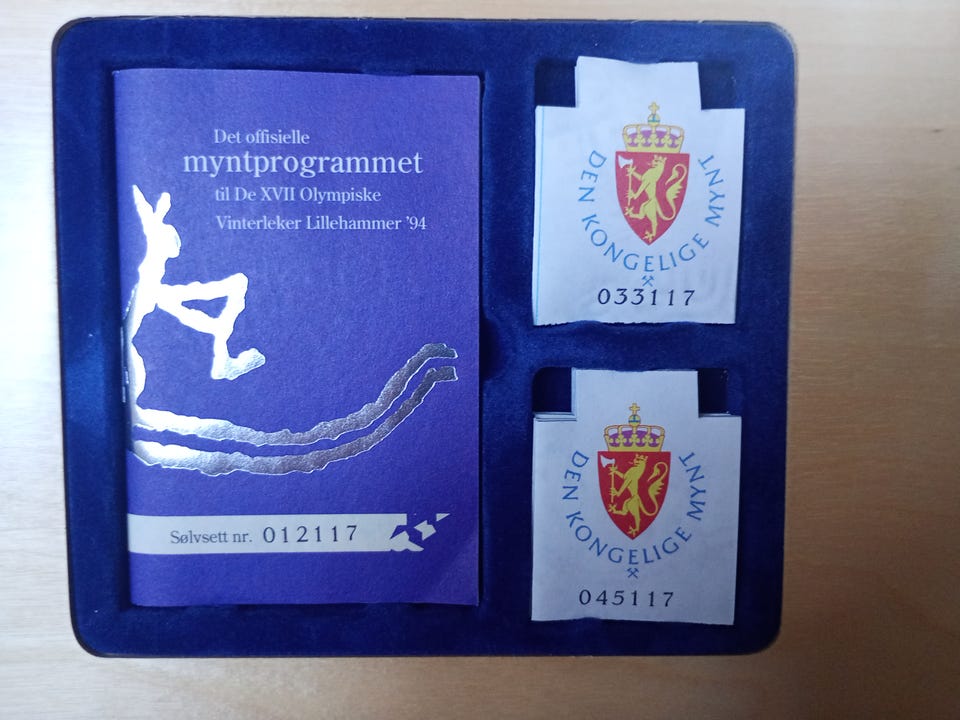 Det offisielle
myntprogrammet
til De XVII Olympiske
Vinterleker Lillehammer ’94
Sølvsett nr. 012117
DEN KONGELIGE MYNT
033117
DEN KONGELIGE MYNT
045117